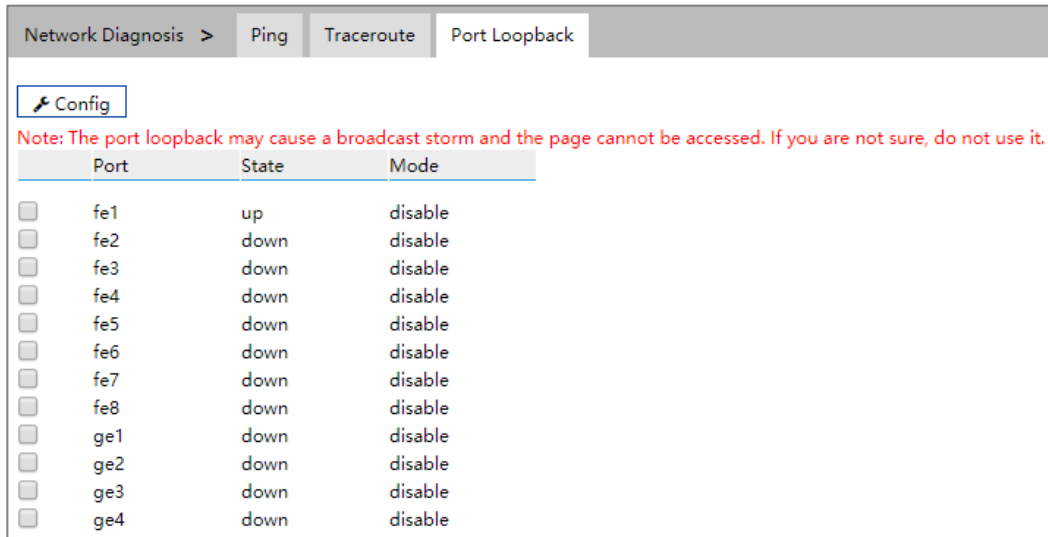 Network Diagnosis > Ping Traceroute Port Loopback
Config
Note: The port loopback may cause a broadcast storm and the page cannot be accessed. If you are not sure, do not use it.
Port State Mode
fe1 up disable
fe2 down disable
fe3 down disable
fe4 down disable
fe5 down disable
fe6 down disable
fe7 down disable
fe8 down disable
ge1 down disable
ge2 down disable
ge3 down disable
ge4 down disable